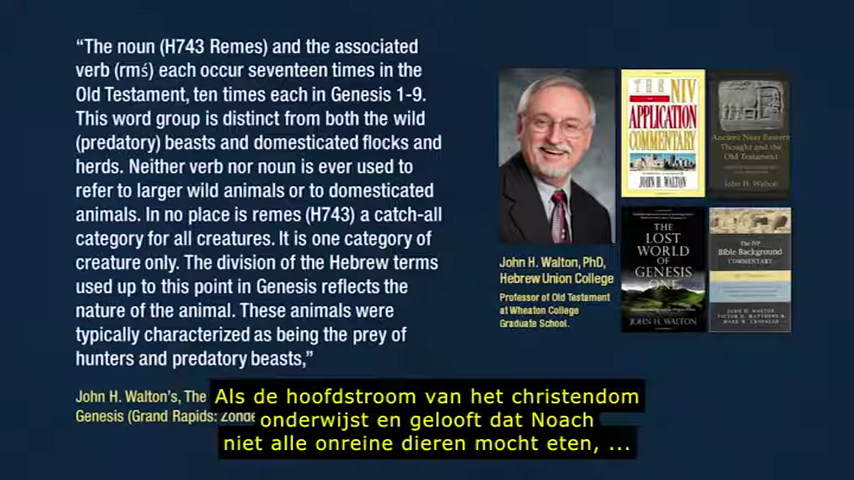 “The noun (H743 Remes) and the associated
verb (rmś) each occur seventeen times in the
Old Testament, ten times each in Genesis 1-9.
This word group is distinct from both the wild
(predatory) beasts and domesticated flocks and
herds. Neither verb nor noun is ever used to
refer to larger wild animals or to domesticated
animals. In no place is remes (H743) a catch-all
category for all creatures. It is one category of
creature only. The division of the Hebrew terms
used up to this point in Genesis reflects the
nature of the animal. These animals were
typically characterized as being the prey of
hunters and predatory beasts,”
John H. Walton's, The
Genesis (Grand Rapids: Zonde
THE NIV
APPLICATION
COMMENTARY
JOHN H. WALTON
Ancient Near Eastern
Thought and the
Old Testament
John H. Walton
THE
LOST
WORLD
OF
GENESIS
ONE
JOHN H. WALTON
The IVP
Bible Background
COMMENTARY
JOHN H. WALTON
VICTOR H. MATTHEWS &
MARK W. CHAVALAS
John H. Walton, PhD,
Hebrew Union College
Professor of Old Testament
at Wheaton College
Graduate School.
Als de hoofdstroom van het christendom
onderwijst en gelooft dat Noach
niet alle onreine dieren mocht eten, ...